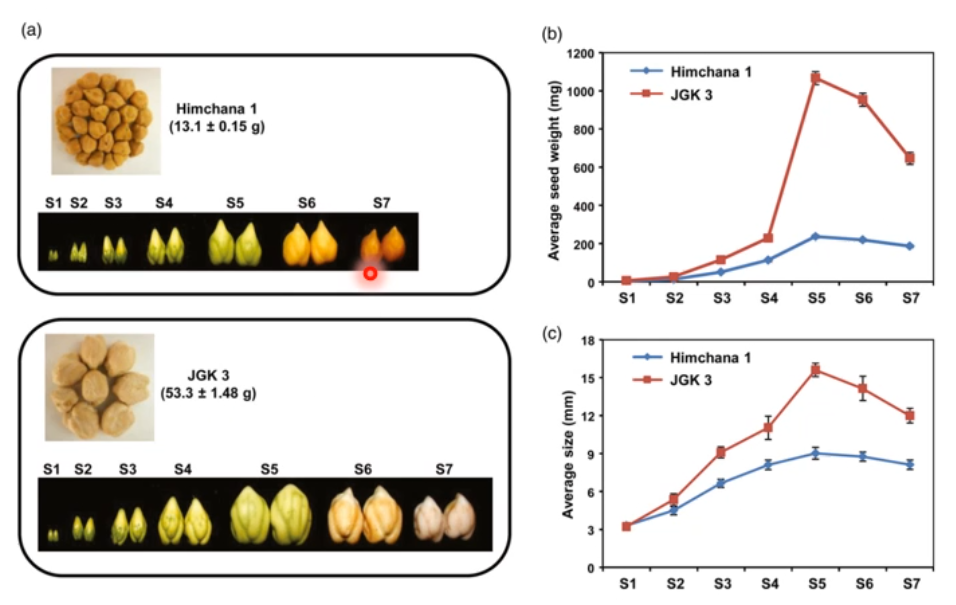 (a)
Himchana 1
(13.1 ± 0.15 g)
S1 S2 S3 S4 S5 S6 S7
JGK 3
(53.3 ± 1.48 g)
S1 S2 S3 S4 S5 S6 S7
(b)
Average seed weight (mg)
1200
1000
800
600
400
200
0
Himchana 1
JGK 3
S1 S2 S3 S4 S5 S6 S7
(c)
Average size (mm)
18
15
12
9
6
3
0
Himchana 1
JGK 3
S1 S2 S3 S4 S5 S6 S7